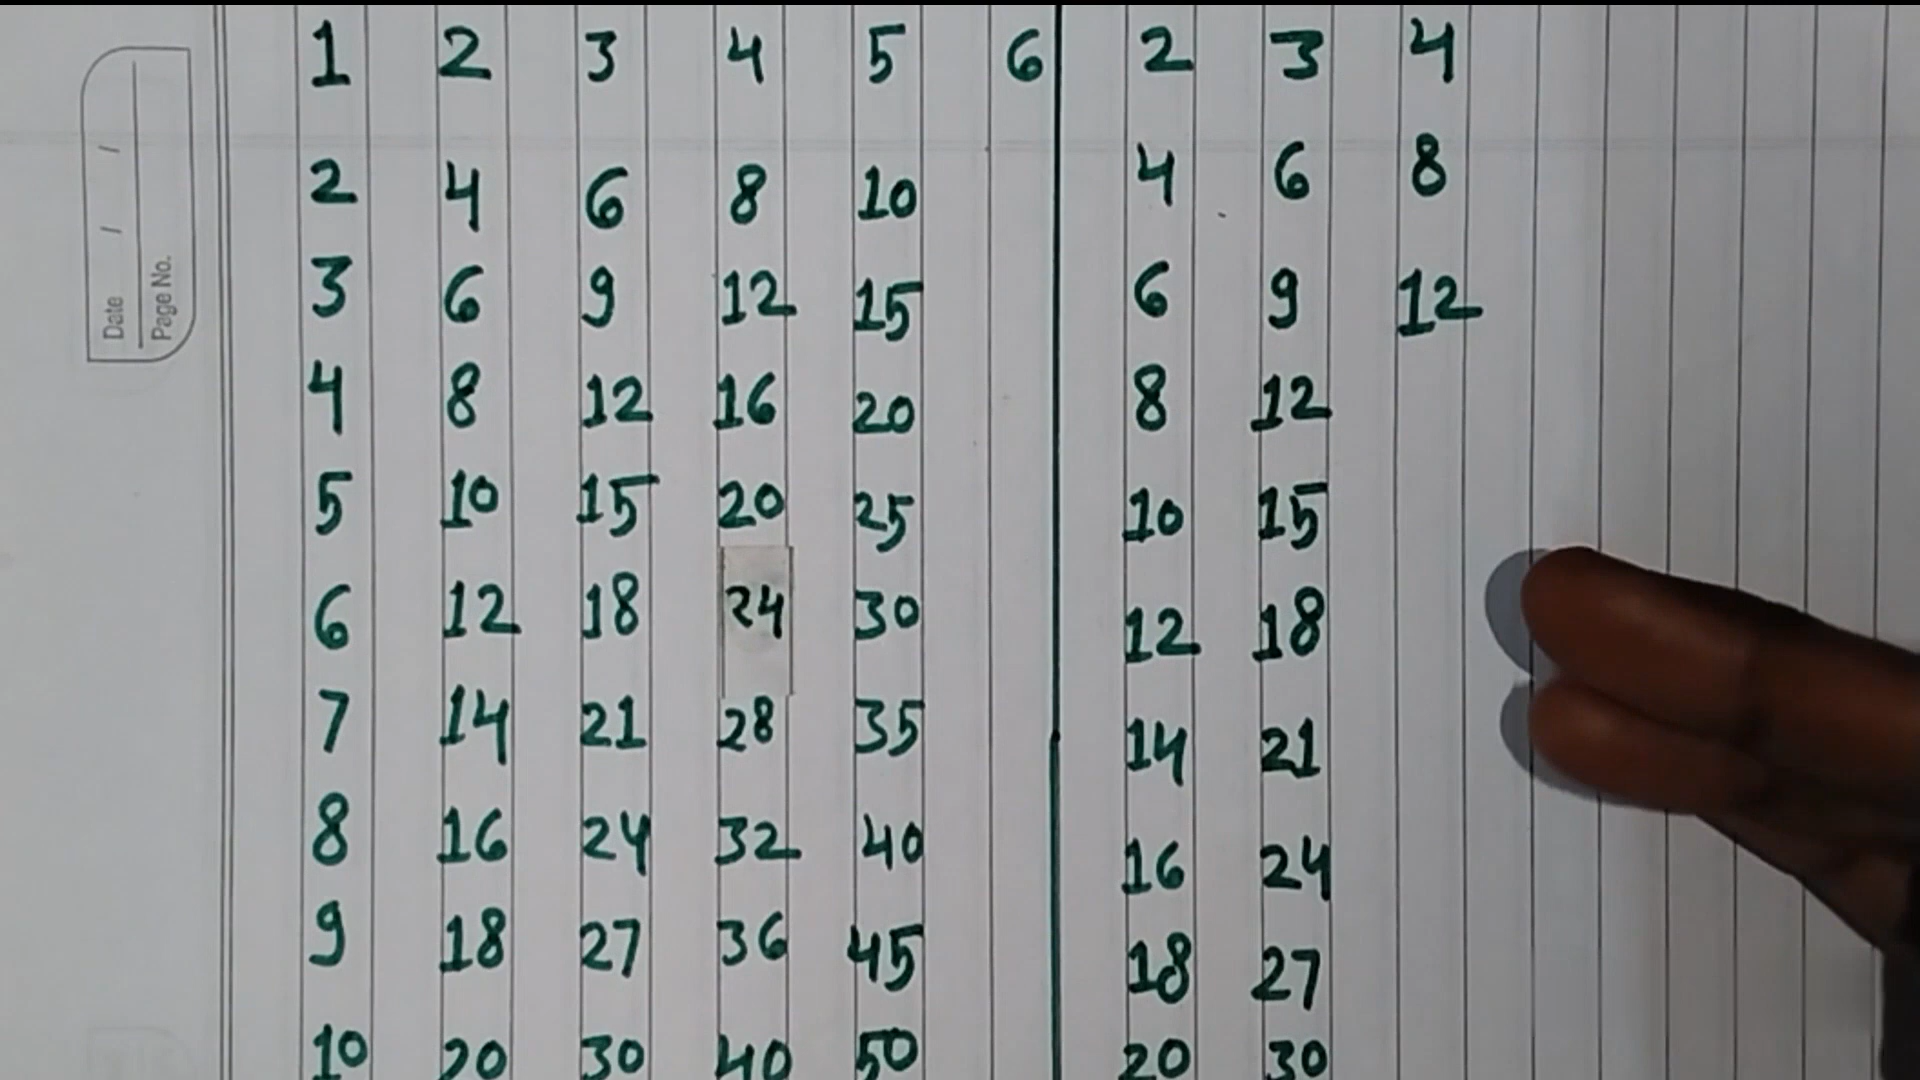 1 2 3 4 5 6 2 3 4
2 4 6 8 10 4 6 8
3 6 9 12 15 6 9 12
4 8 12 16 20 8 12
5 10 15 20 25 10 15
6 12 18 24 30 12 18
7 14 21 28 35 14 21
8 16 24 32 40 16 24
9 18 27 36 45 18 27
10 20 30 40 50 20 30
Date / /
Page No.